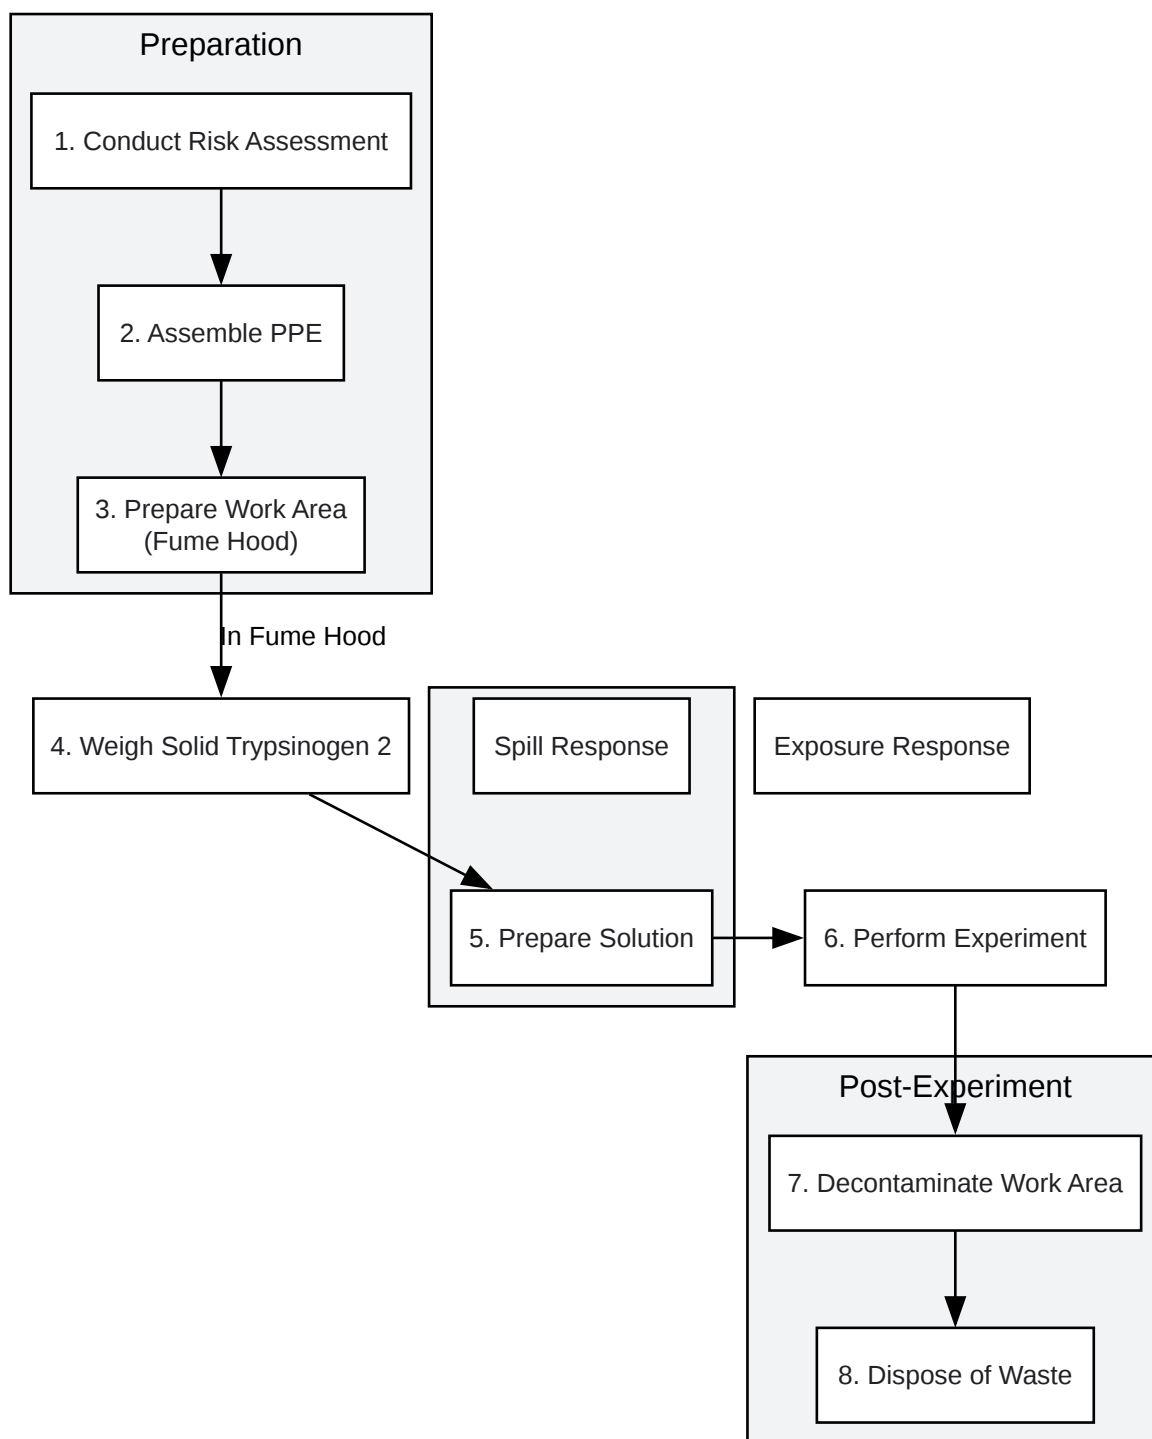 Preparation
1. Conduct Risk Assessment
2. Assemble PPE
3. Prepare Work Area
(Fume Hood)
In Fume Hood
4. Weigh Solid Trypsinogen 2
Spill Response
Exposure Response
5. Prepare Solution
6. Perform Experiment
Post-Experiment
7. Decontaminate Work Area
8. Dispose of Waste